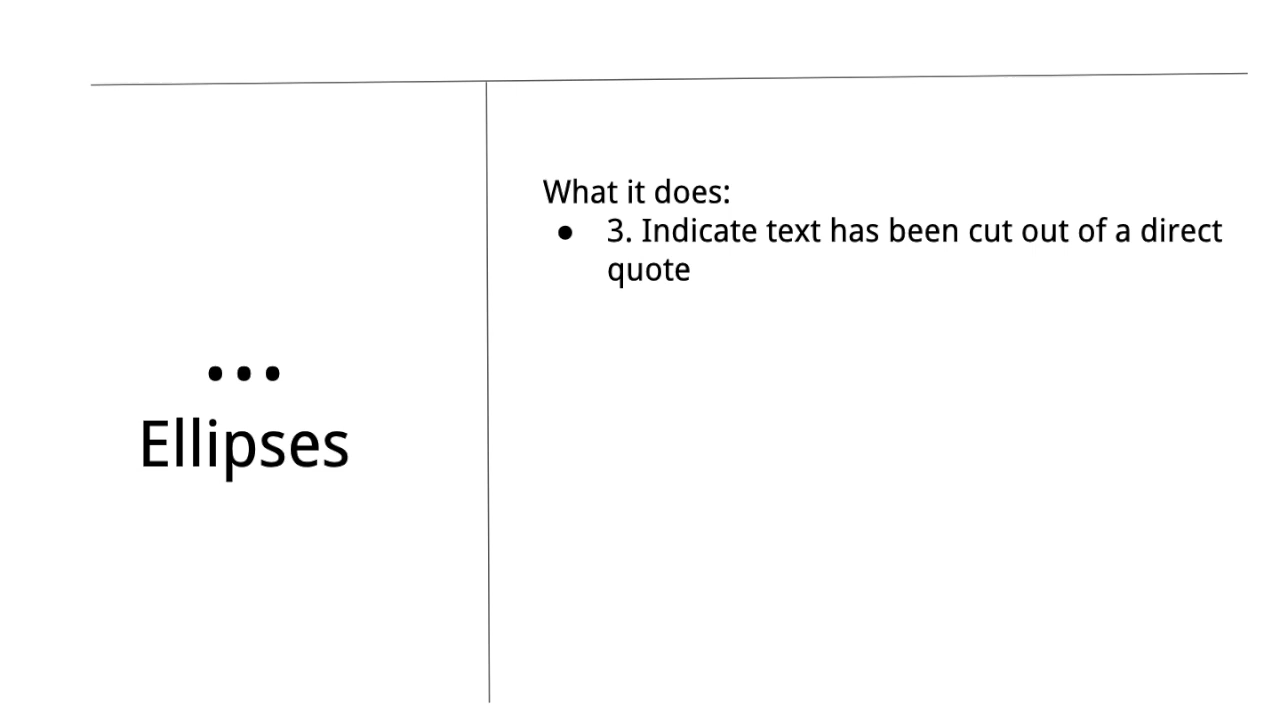 What it does:
● 3. Indicate text has been cut out of a direct
quote
...
Ellipses